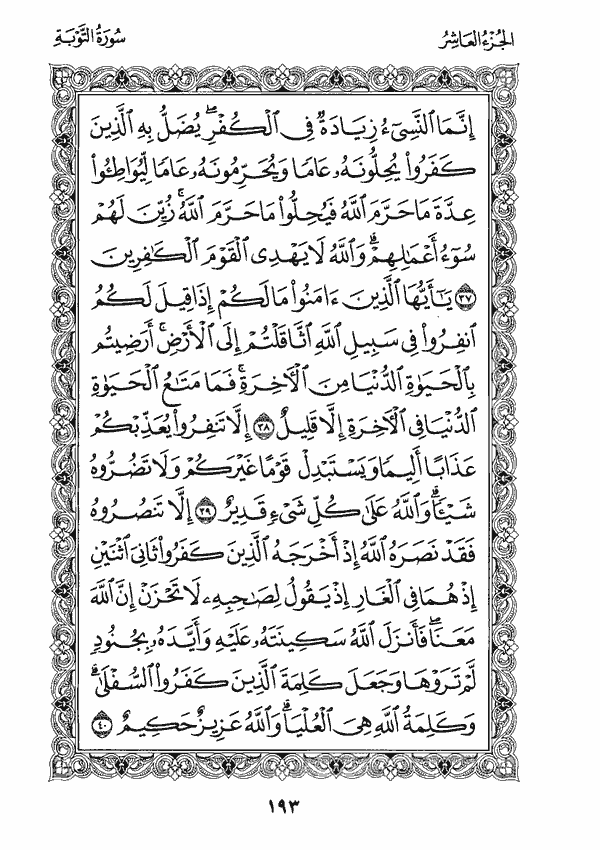 الجُزْءُ العَاشِرُ
سُورَةُ التَّوْبَةِ
إِنَّمَا ٱلنَّسِىٓءُ زِيَادَةٌ فِى ٱلْكُفْرِ ۖ يُضَلُّ بِهِ ٱلَّذِينَ
كَفَرُوا۟ يُحِلُّونَهُۥ عَامًا وَيُحَرِّمُونَهُۥ عَامًا لِّيُوَاطِـُٔوا۟
عِدَّةَ مَا حَرَّمَ ٱللَّهُ فَيُحِلُّوا۟ مَا حَرَّمَ ٱللَّهُ ۚ زُيِّنَ لَهُمْ
سُوٓءُ أَعْمَـٰلِهِمْ ۗ وَٱللَّهُ لَا يَهْدِى ٱلْقَوْمَ ٱلْكَـٰفِرِينَ
٣٧ يَـٰٓأَيُّهَا ٱلَّذِينَ ءَامَنُوا۟ مَا لَكُمْ إِذَا قِيلَ لَكُمُ
ٱنفِرُوا۟ فِى سَبِيلِ ٱللَّهِ ٱثَّاقَلْتُمْ إِلَى ٱلْأَرْضِ ۚ أَرَضِيتُم
بِٱلْحَيَوٰةِ ٱلدُّنْيَا مِنَ ٱلْـَٔاخِرَةِ ۚ فَمَا مَتَـٰعُ ٱلْحَيَوٰةِ
ٱلدُّنْيَا فِى ٱلْـَٔاخِرَةِ إِلَّا قَلِيلٌ ٣٨ إِلَّا تَنفِرُوا۟ يُعَذِّبْكُمْ
عَذَابًا أَلِيمًا وَيَسْتَبْدِلْ قَوْمًا غَيْرَكُمْ وَلَا تَضُرُّوهُ
شَيْـًٔا ۗ وَٱللَّهُ عَلَىٰ كُلِّ شَىْءٍ قَدِيرٌ ٣٩ إِلَّا تَنصُرُوهُ
فَقَدْ نَصَرَهُ ٱللَّهُ إِذْ أَخْرَجَهُ ٱلَّذِينَ كَفَرُوا۟ ثَانِىَ ٱثْنَيْنِ
إِذْ هُمَا فِى ٱلْغَارِ إِذْ يَقُولُ لِصَـٰحِبِهِۦ لَا تَحْزَنْ إِنَّ ٱللَّهَ
مَعَنَا ۖ فَأَنزَلَ ٱللَّهُ سَكِينَتَهُۥ عَلَيْهِ وَأَيَّدَهُۥ بِجُنُودٍ
لَّمْ تَرَوْهَا وَجَعَلَ كَلِمَةَ ٱلَّذِينَ كَفَرُوا۟ ٱلسُّفْلَىٰ ۗ
وَكَلِمَةُ ٱللَّهِ هِىَ ٱلْعُلْيَا ۗ وَٱللَّهُ عَزِيزٌ حَكِيمٌ ٤٠
١٩٣